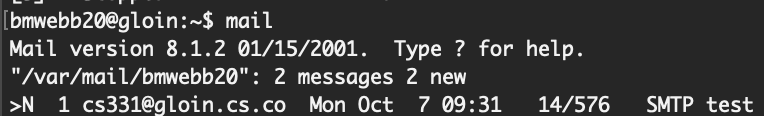 [bmwebb20@gloin:~$ mail
Mail version 8.1.2 01/15/2001.  Type ? for help.
"/var/mail/bmwebb20": 2 messages 2 new
>N  1 cs331@gloin.cs.co  Mon Oct  7 09:31   14/576   SMTP test